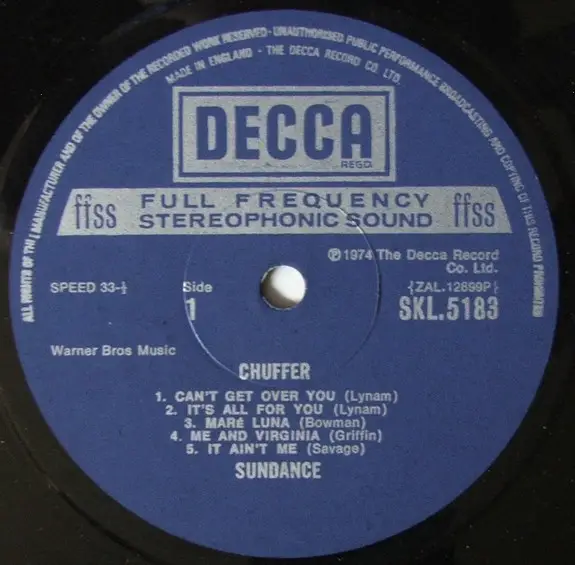 ALL RIGHTS OF THE MANUFACTURER AND OF THE OWNER OF THE RECORDED WORK RESERVED · UNAUTHORISED PUBLIC PERFORMANCE BROADCASTING AND COPYING OF THIS RECORD PROHIBITED
MADE IN ENGLAND · THE DECCA RECORD CO. LTD.
DECCA
REGD.
ffss FULL FREQUENCY ffss
STEREOPHONIC SOUND
℗ 1974 The Decca Record
Co. Ltd.
SPEED 33-⅓ Side {ZAL.12699P}
1 SKL.5183
Warner Bros Music
CHUFFER
1. CAN'T GET OVER YOU (Lynam)
2. IT'S ALL FOR YOU (Lynam)
3. MARé LUNA (Bowman)
4. ME AND VIRGINIA (Griffin)
5. IT AIN'T ME (Savage)
SUNDANCE